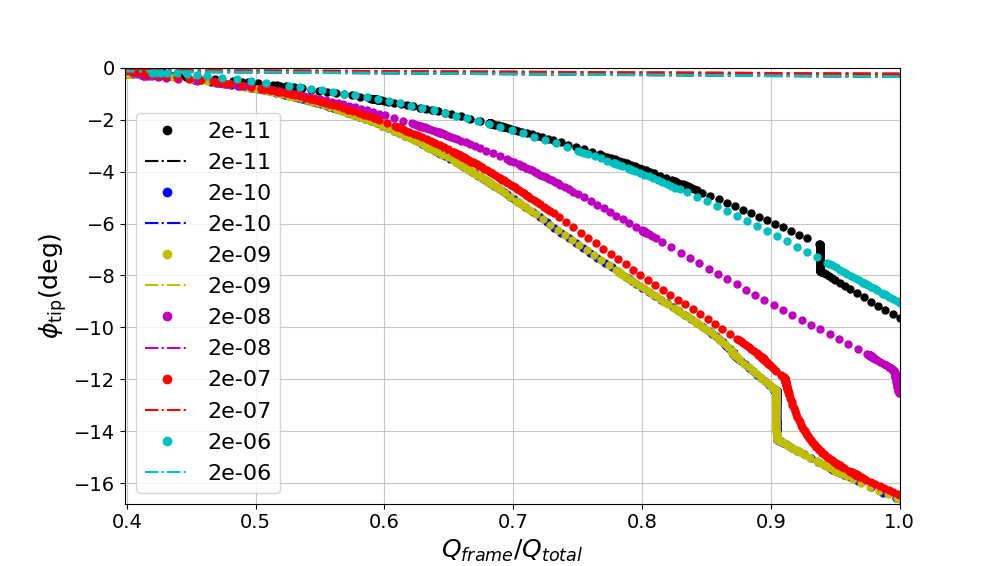 0
−2
−4
−6
−8
−10
−12
−14
−16
ϕtip(deg)
2e-11
2e-11
2e-10
2e-10
2e-09
2e-09
2e-08
2e-08
2e-07
2e-07
2e-06
2e-06
0.4 0.5 0.6 0.7 0.8 0.9 1.0
Qframe/Qtotal